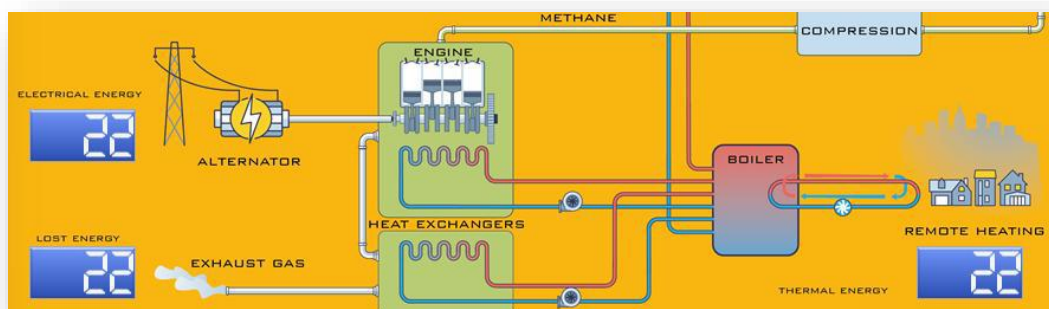 METHANE
COMPRESSION
ENGINE
ELECTRICAL ENERGY
22
ALTERNATOR
BOILER
HEAT EXCHANGERS
REMOTE HEATING
LOST ENERGY
22
EXHAUST GAS
THERMAL ENERGY
22